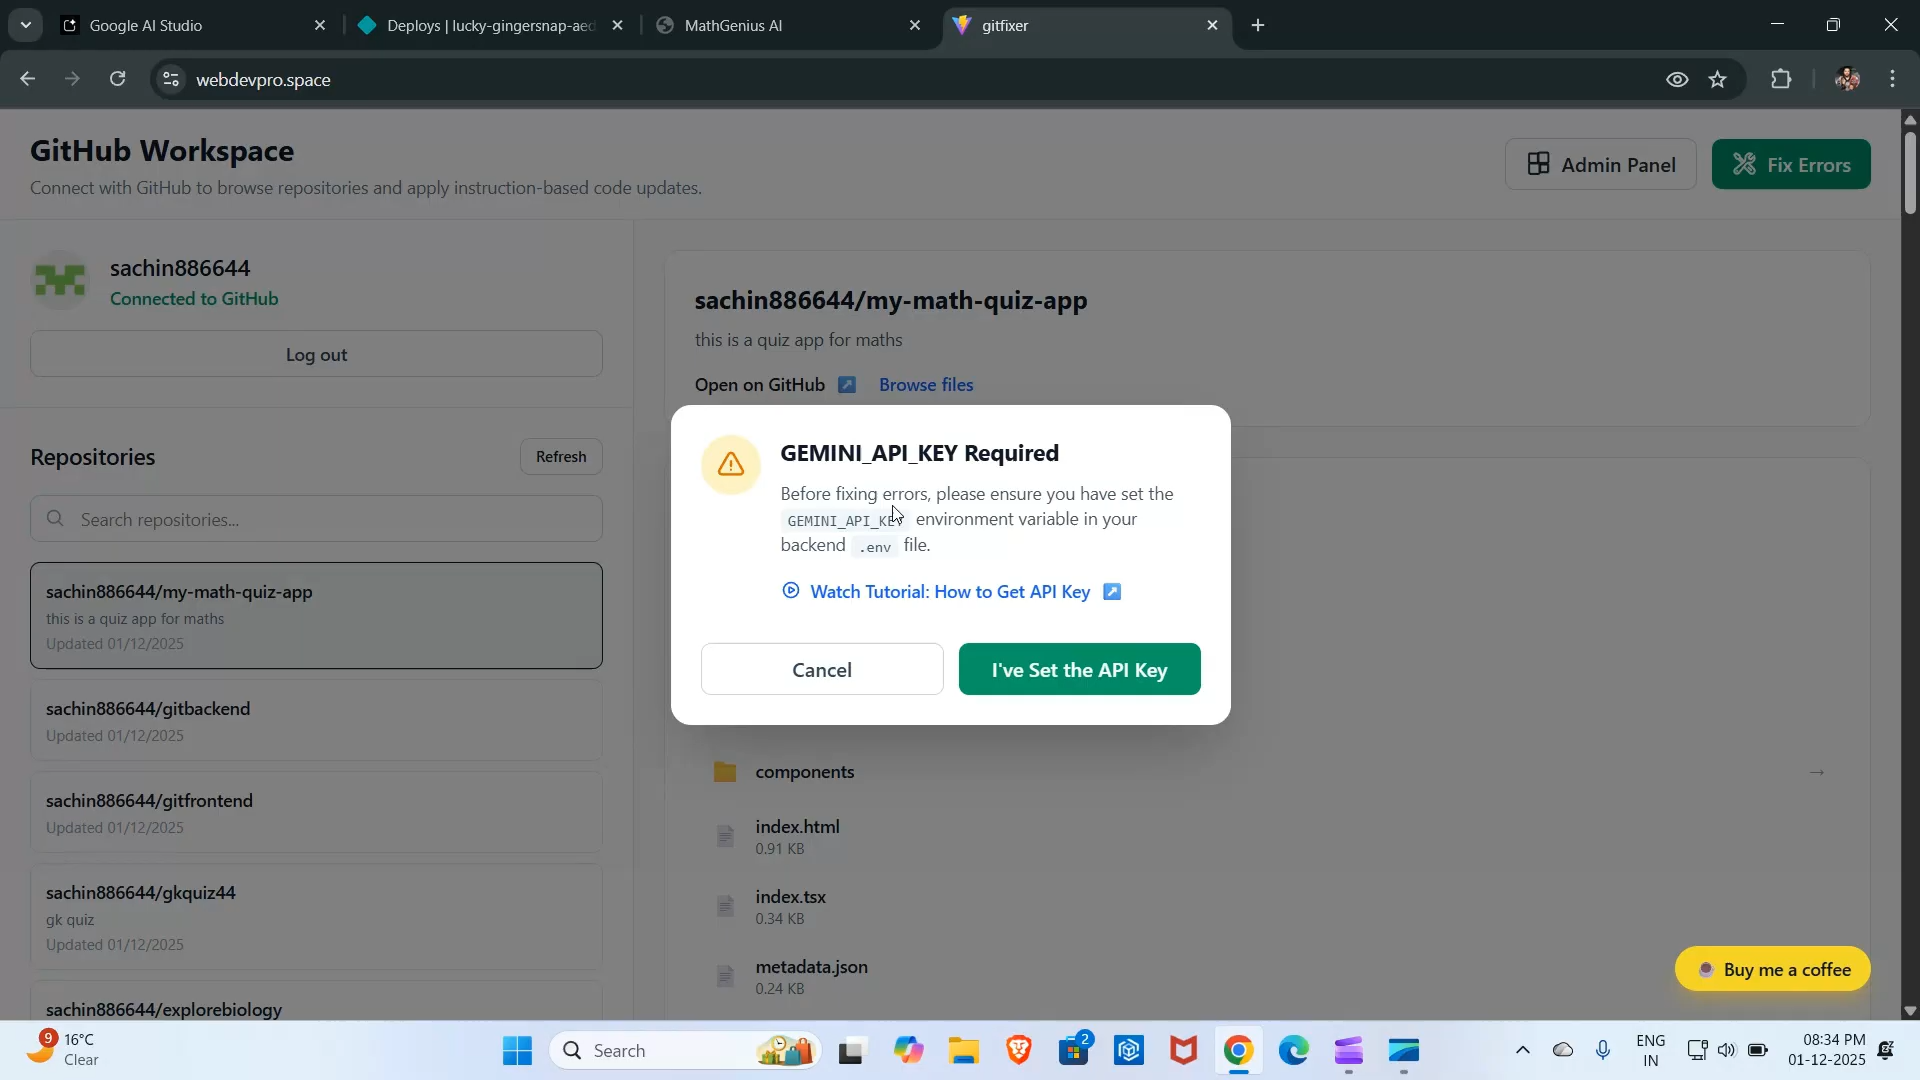 Google AI Studio
Deploys | lucky-gingersnap-aed
MathGenius AI
gitfixer
webdevpro.space
GitHub Workspace
Connect with GitHub to browse repositories and apply instruction-based code updates.
Admin Panel
Fix Errors
sachin886644
Connected to GitHub
Log out
sachin886644/my-math-quiz-app
this is a quiz app for maths
Open on GitHub
Browse files
Repositories
Refresh
Search repositories...
sachin886644/my-math-quiz-app
this is a quiz app for maths
Updated 01/12/2025
sachin886644/gitbackend
Updated 01/12/2025
sachin886644/gitfrontend
Updated 01/12/2025
sachin886644/gkquiz44
gk quiz
Updated 01/12/2025
sachin886644/explorebiology
GEMINI_API_KEY Required
Before fixing errors, please ensure you have set the
GEMINI_API_KEY environment variable in your
backend .env file.
Watch Tutorial: How to Get API Key
Cancel
I've Set the API Key
components
index.html
0.91 KB
index.tsx
0.34 KB
metadata.json
0.24 KB
Buy me a coffee
9
16°C
Clear
Search
2
ENG
IN
08:34 PM
01-12-2025